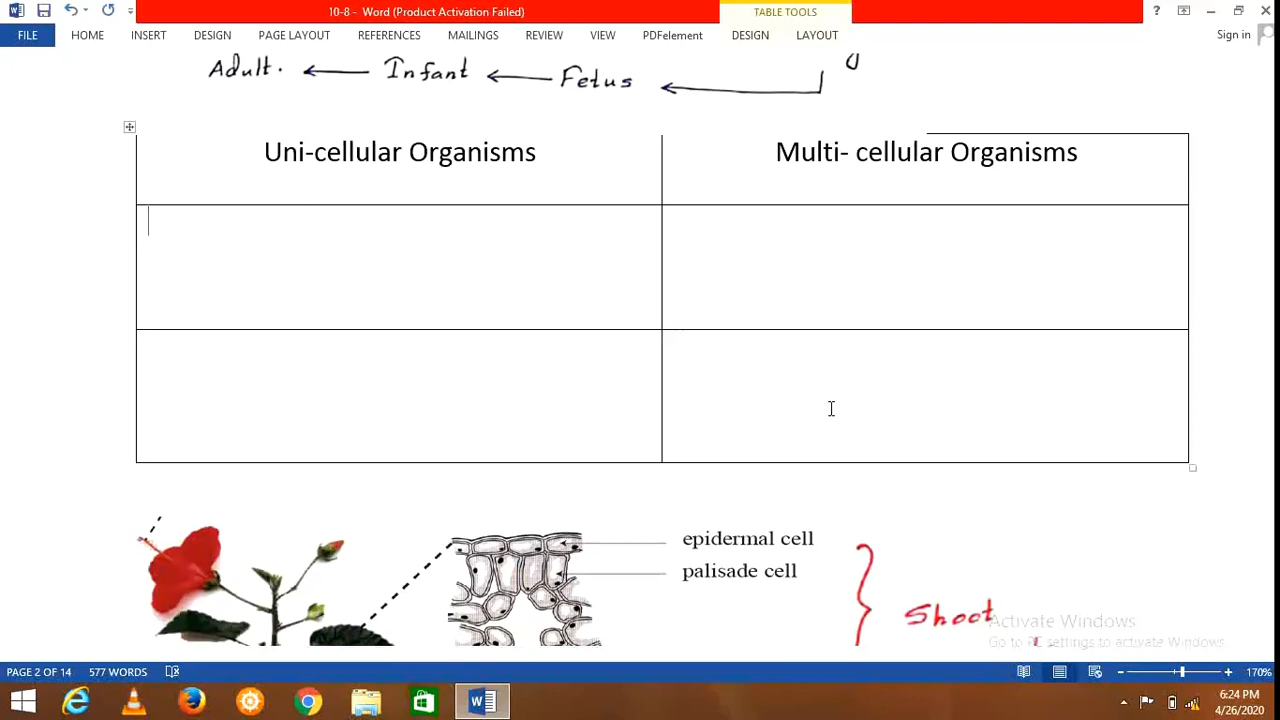 10-8 - Word (Product Activation Failed)
TABLE TOOLS
?
FILE
HOME
INSERT
DESIGN
PAGE LAYOUT
REFERENCES
MAILINGS
REVIEW
VIEW
PDFelement
DESIGN
LAYOUT
Sign in
Adult. ← Infant ← Fetus ←
Uni-cellular Organisms
Multi- cellular Organisms
epidermal cell
palisade cell
Shoot
Activate Windows
Go to PC settings to activate Windows.
PAGE 2 OF 14
577 WORDS
170%
6:24 PM
4/26/2020